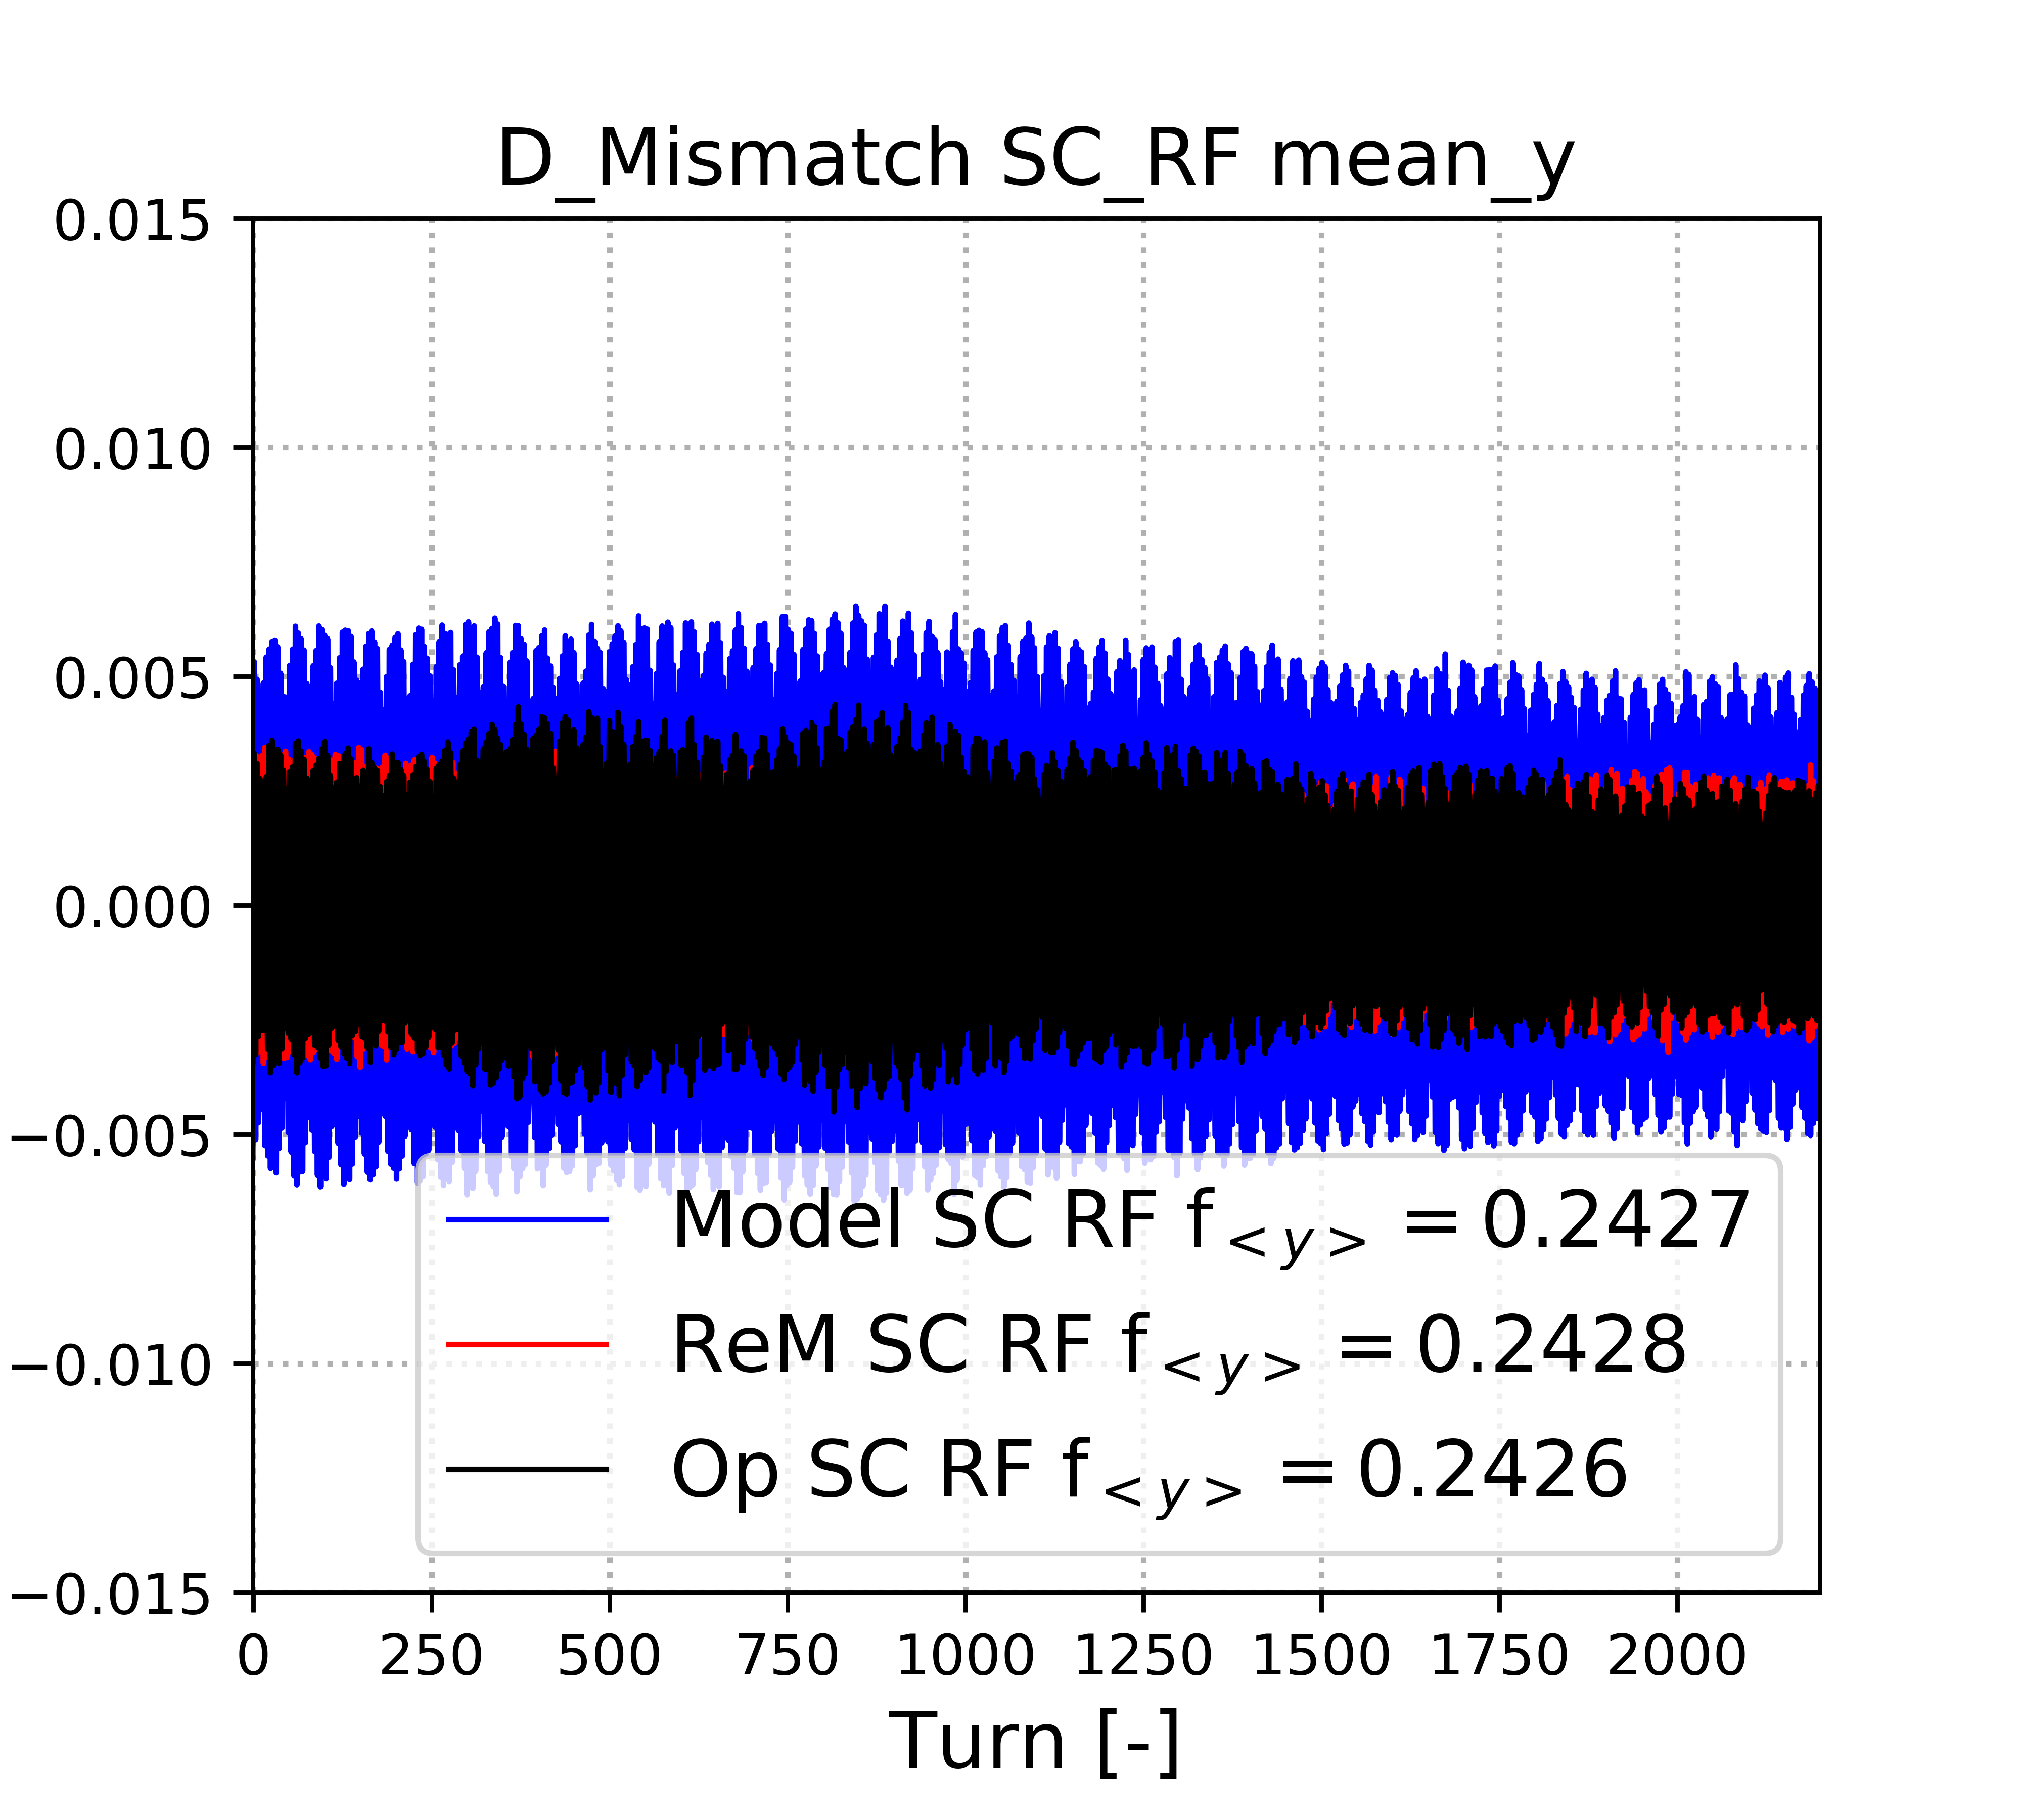 D_Mismatch SC_RF mean_y
0.015
0.010
0.005
0.000
−0.005
−0.010
−0.015
Model SC RF f<y> = 0.2427
ReM SC RF f<y> = 0.2428
Op SC RF f<y> = 0.2426
0 250 500 750 1000 1250 1500 1750 2000
Turn [-]